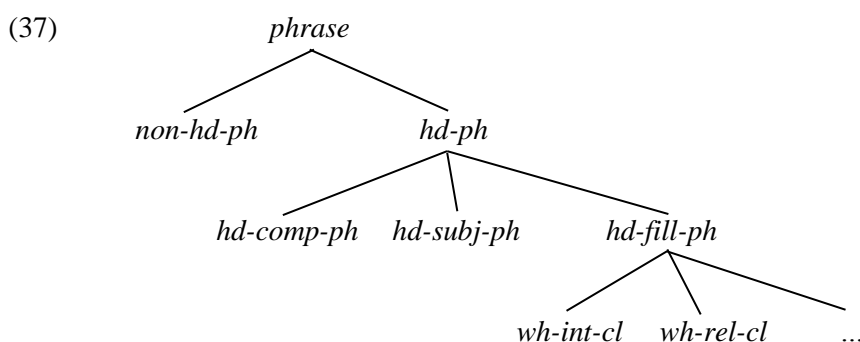 (37) phrase
non-hd-ph hd-ph
hd-comp-ph hd-subj-ph hd-fill-ph
wh-int-cl wh-rel-cl ...